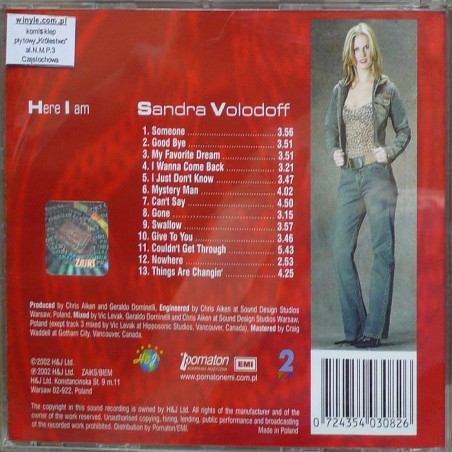 winyle.com.pl
komis sklep
płytowy „Królestwo"
al.N.M.P.3
Częstochowa
Here I am
Sandra Volodoff
1. Someone 3.56
2. Good Bye 3.51
3. My Favorite Dream 3.51
4. I Wanna Come Back 3.21
5. I Just Don't Know 3.47
6. Mystery Man 4.02
7. Can't Say 4.50
8. Gone 3.15
9. Swallow 3.57
10. Give To You 3.46
11. Couldn't Get Through 5.43
12. Nowhere 2.53
13. Things Are Changin' 4.25
ZAiKS
Produced by Chris Aiken and Geraldo Dominelli, Engineered by Chris Aiken at Sound Design Studios
Warsaw, Poland. Mixed by Vic Levak, Geraldo Dominelli and Chris Aiken at Sound Design Studios Warsaw,
Poland (exept track 3 mixed by Vic Levak at Hipposonic Studios, Vancouver, Canada). Mastered by Craig
Waddell at Gotham City, Vancouver, Canada.
℗2002 H&J Ltd.
©2002 H&J Ltd. ZAIKS/BIEM
H&J Ltd. Konstancinska St. 9 m.11
Warsaw 02-922, Poland
pomaton EMI
www.pomatonemi.com.pl
2
The copyright in this sound recording is owned by H&J Ltd. All rights of the manufacturer and of the
owner of the work reserved. Unauthorised copying, hiring, lending, public performance and broadcasting
of the recorded work prohibited. Distribution by Pomaton/EMI.
Made in Poland
0 724354 030826